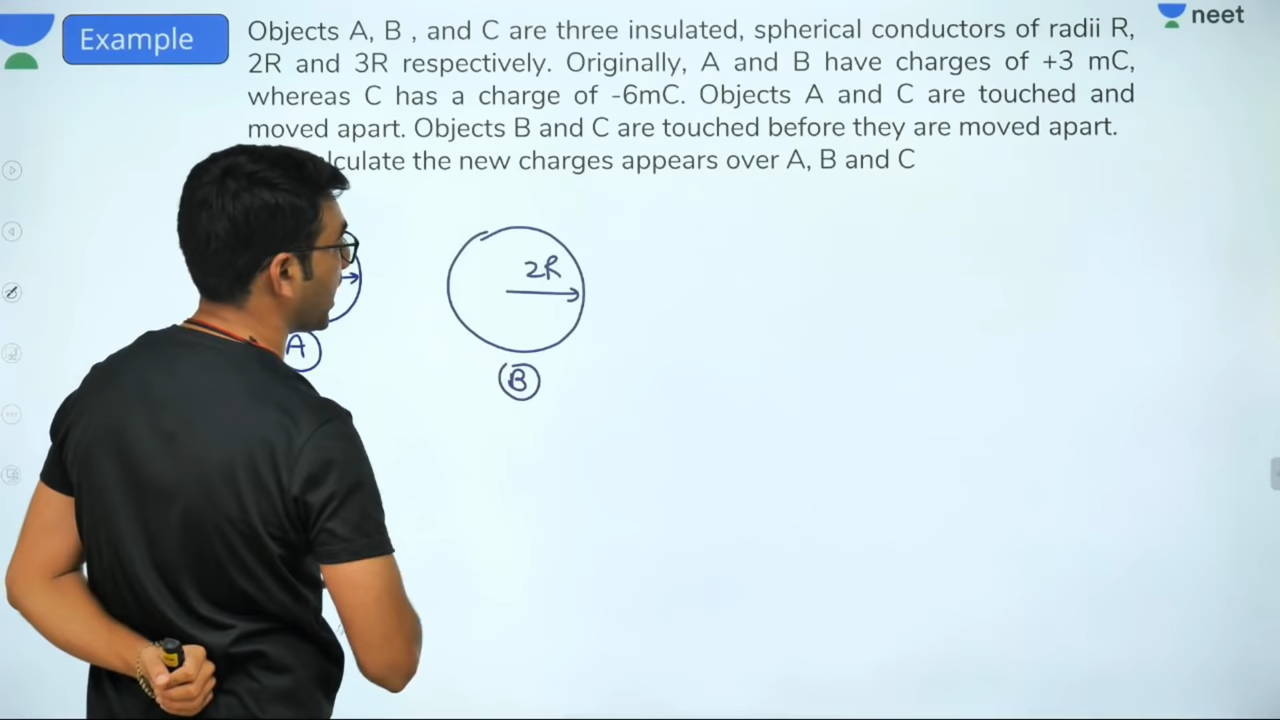 Example
neet
Objects A, B , and C are three insulated, spherical conductors of radii R,
2R and 3R respectively. Originally, A and B have charges of +3 mC,
whereas C has a charge of -6mC. Objects A and C are touched and
moved apart. Objects B and C are touched before they are moved apart.
the new charges appears over A, B and C
2R
A
B